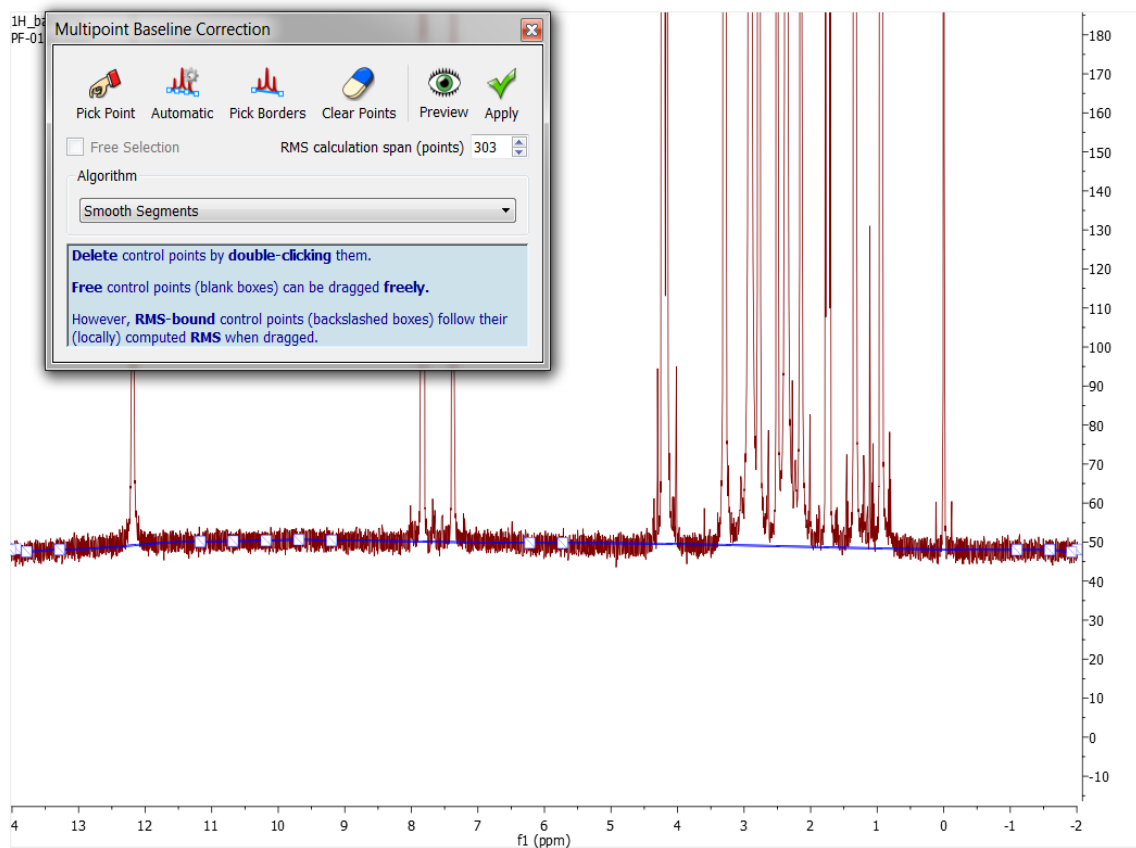 1H_ba
PF-01
Multipoint Baseline Correction
Pick Point Automatic Pick Borders Clear Points Preview Apply
Free Selection RMS calculation span (points) 303
Algorithm
Smooth Segments
Delete control points by double-clicking them.
Free control points (blank boxes) can be dragged freely.
However, RMS-bound control points (backslashed boxes) follow their
(locally) computed RMS when dragged.
180
170
160
150
140
130
120
110
100
90
80
70
60
50
40
30
20
10
0
-10
4 13 12 11 10 9 8 7 6 5 4 3 2 1 0 -1 -2
f1 (ppm)